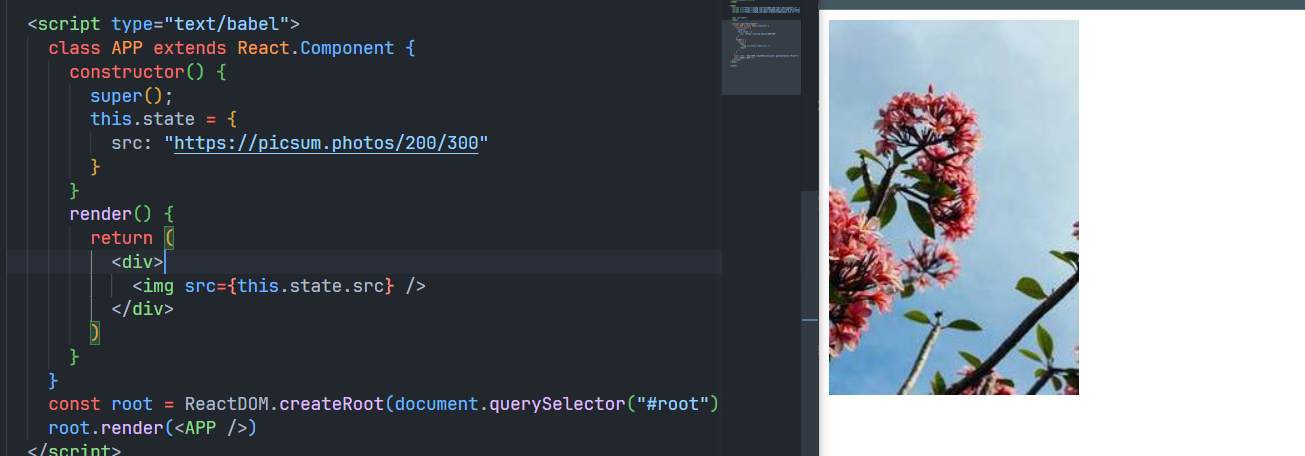 <script type="text/babel">
class APP extends React.Component {
constructor() {
super();
this.state = {
src: "https://picsum.photos/200/300"
}
}
render() {
return (
<div>
<img src={this.state.src} />
</div>
)
}
}
const root = ReactDOM.createRoot(document.querySelector("#root")
root.render(<APP />)
</script>